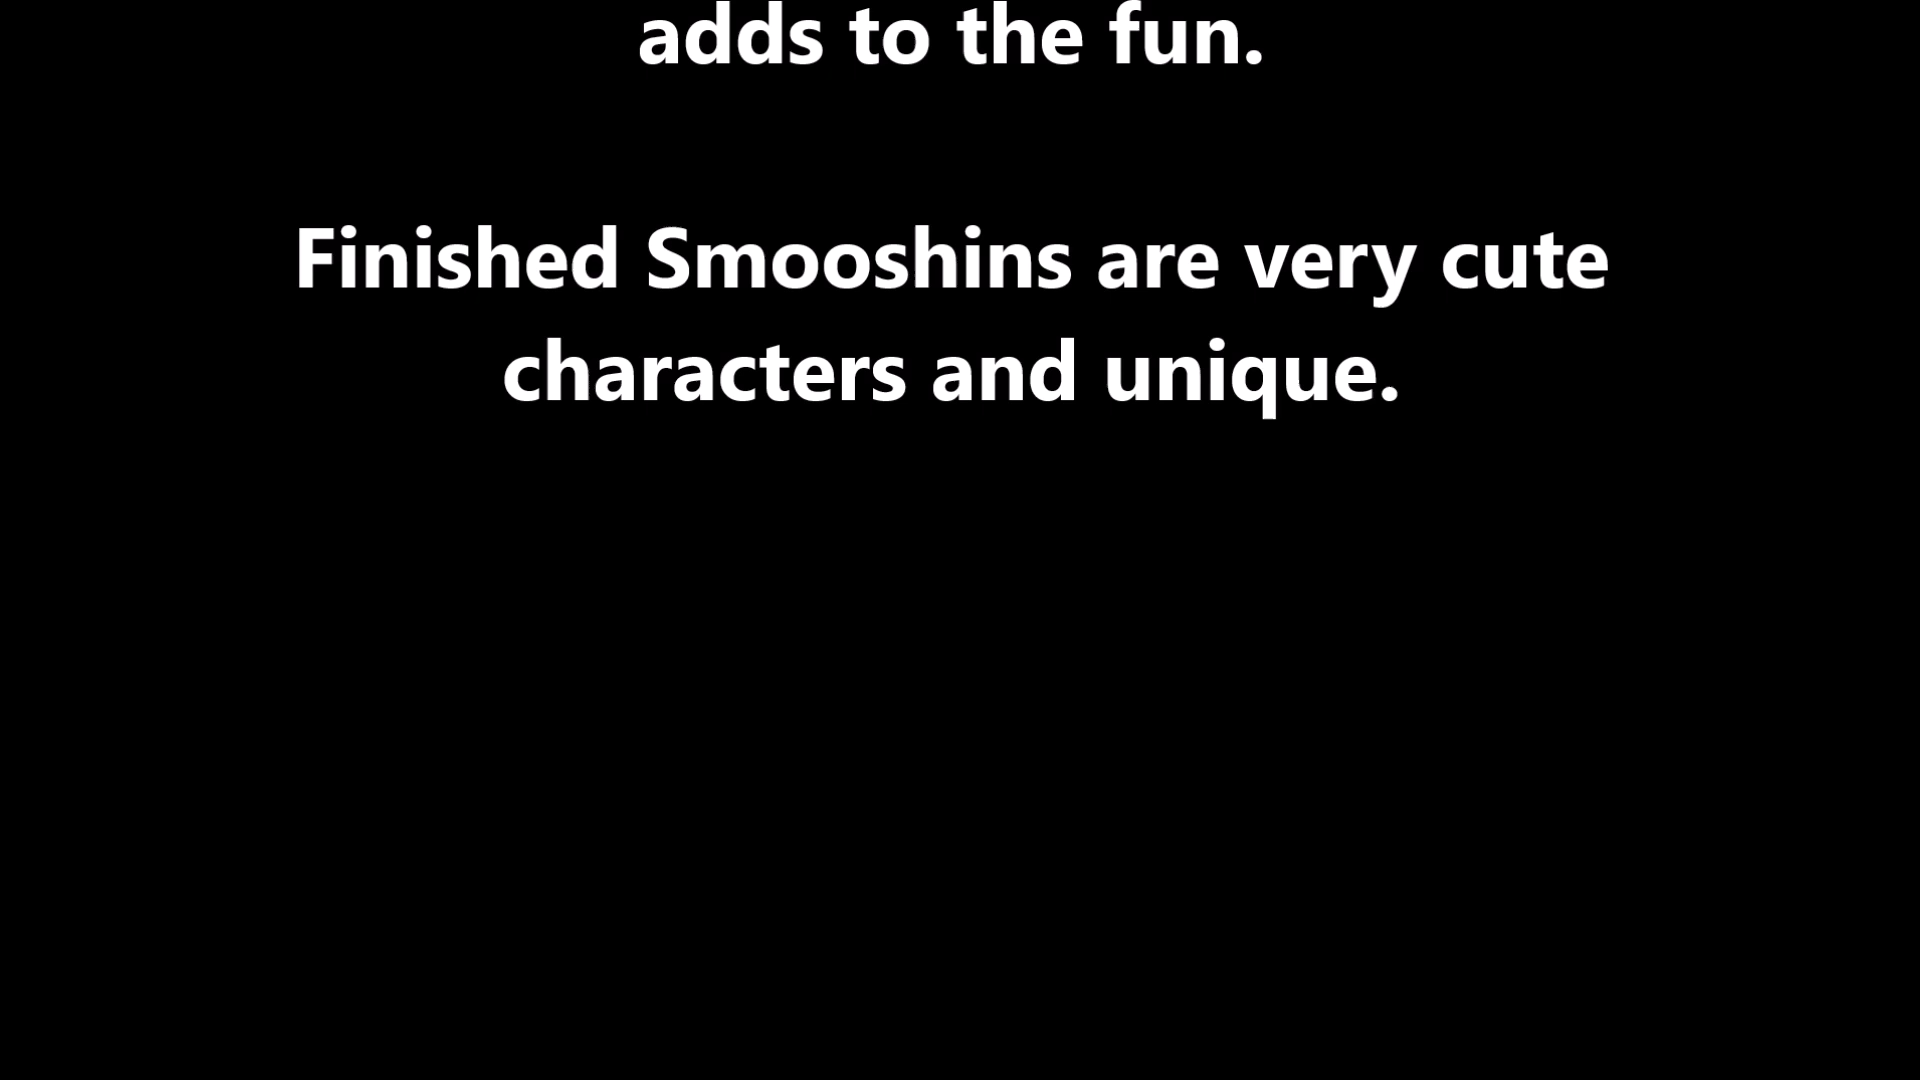 adds to the fun.
Finished Smooshins are very cute
characters and unique.